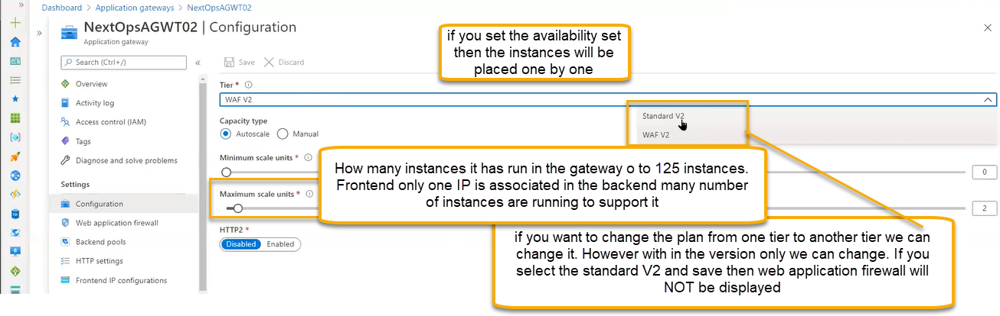 Dashboard > Application gateways > NextOpsAGWT02
NextOpsAGWT02 | Configuration
Application gateway
Search (Ctrl+/)
Overview
Activity log
Access control (IAM)
Tags
Diagnose and solve problems
Settings
Configuration
Web application firewall
Backend pools
HTTP settings
Frontend IP configurations
Save Discard
if you set the availability set
then the instances will be
placed one by one
Tier *
WAF V2
Standard V2
WAF V2
Capacity type
Autoscale Manual
Minimum scale units *
0
How many instances it has run in the gateway o to 125 instances.
Frontend only one IP is associated in the backend many number
of instances are running to support it
Maximum scale units *
2
HTTP2 *
Disabled Enabled
if you want to change the plan from one tier to another tier we can
change it. However with in the version only we can change. If you
select the standard V2 and save then web application firewall will
NOT be displayed